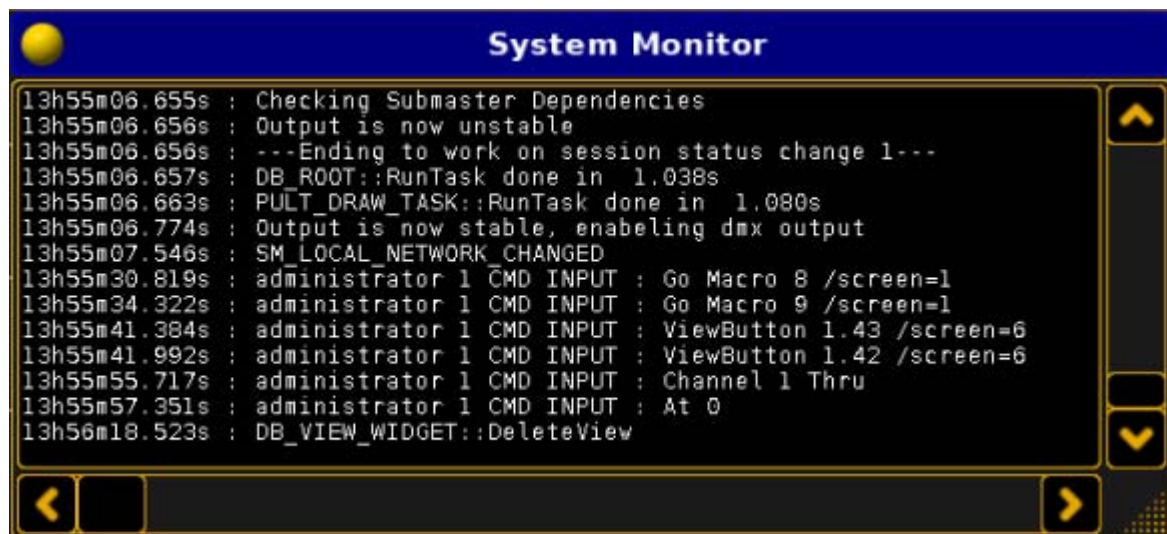 System Monitor
13h55m06.655s : Checking Submaster Dependencies
13h55m06.656s : Output is now unstable
13h55m06.656s : ---Ending to work on session status change 1---
13h55m06.657s : DB_ROOT::RunTask done in  1.038s
13h55m06.663s : PULT_DRAW_TASK::RunTask done in  1.080s
13h55m06.774s : Output is now stable, enabeling dmx output
13h55m07.546s : SM_LOCAL_NETWORK_CHANGED
13h55m30.819s : administrator 1 CMD INPUT : Go Macro 8 /screen=1
13h55m34.322s : administrator 1 CMD INPUT : Go Macro 9 /screen=1
13h55m41.384s : administrator 1 CMD INPUT : ViewButton 1.43 /screen=6
13h55m41.992s : administrator 1 CMD INPUT : ViewButton 1.42 /screen=6
13h55m55.717s : administrator 1 CMD INPUT : Channel 1 Thru
13h55m57.351s : administrator 1 CMD INPUT : At 0
13h56m18.523s : DB_VIEW_WIDGET::DeleteView